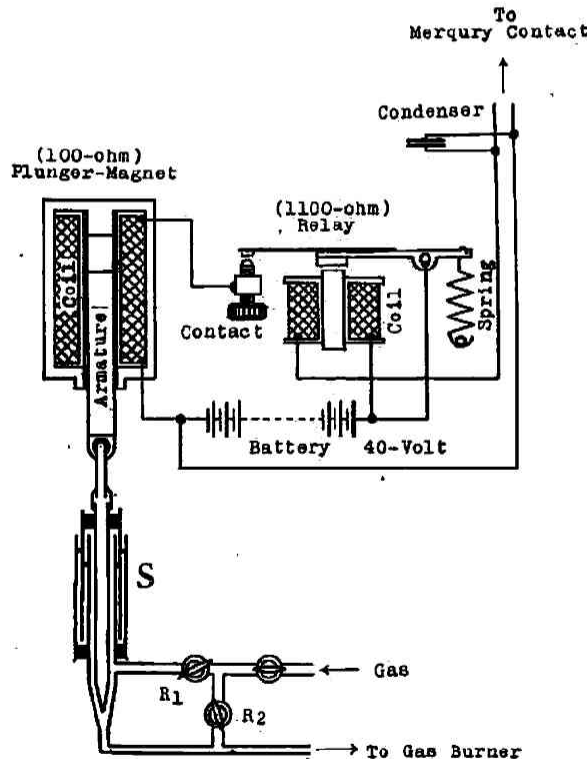 To
Merqury Contact
Condenser
(100-ohm)
Plunger-Magnet
(1100-ohm)
Relay
Coil
Contact
Coil
Spring
Armature
Battery 40-Volt
S
Gas
R1
R2
To Gas Burner